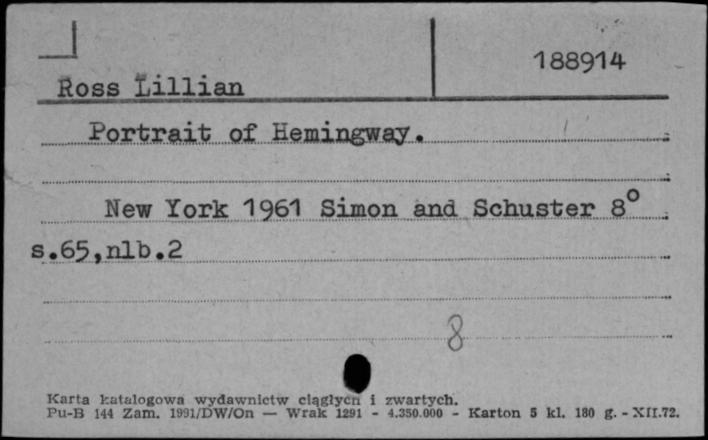 188914
Ross Lillian
Portrait of Hemingway.
New York 1961 Simon and Schuster 8°
s.65,nlb.2
8
Karta katalogowa wydawnictw ciągłych i zwartych.
Pu-B 144 Zam. 1991/DW/On — Wrak 1291 - 4.350.000 - Karton 5 kl. 180 g. - XII.72.